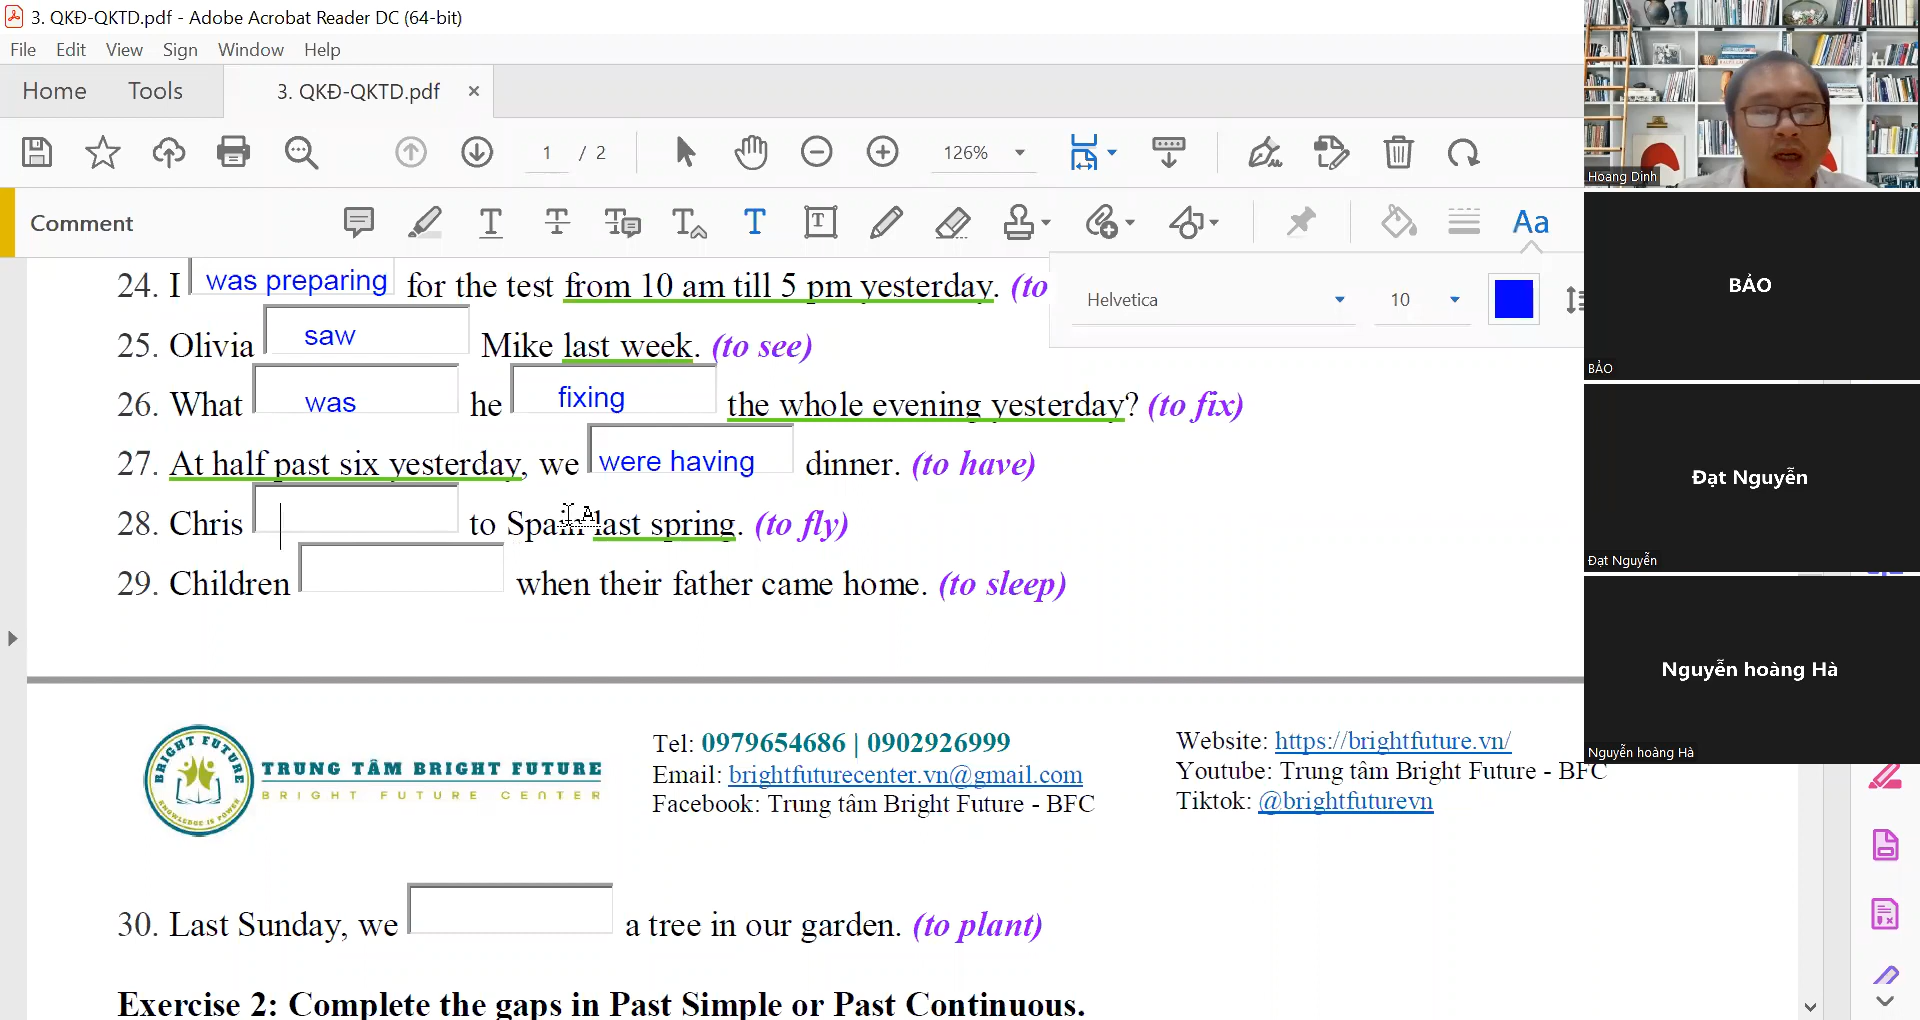 3. QKĐ-QKTD.pdf - Adobe Acrobat Reader DC (64-bit)
File Edit View Sign Window Help
Home Tools 3. QKĐ-QKTD.pdf ×
1 / 2 126%
Comment
Aa
Helvetica 10
24. I was preparing for the test from 10 am till 5 pm yesterday. (to
25. Olivia saw Mike last week. (to see)
26. What was he fixing the whole evening yesterday? (to fix)
27. At half past six yesterday, we were having dinner. (to have)
28. Chris to Spain last spring. (to fly)
29. Children when their father came home. (to sleep)
BRIGHT FUTURE
KNOWLEDGE IS POWER
TRUNG TÂM BRIGHT FUTURE
BRIGHT FUTURE CENTER
Tel: 0979654686 | 0902926999
Email: brightfuturecenter.vn@gmail.com
Facebook: Trung tâm Bright Future - BFC
Website: https://brightfuture.vn/
Youtube: Trung tâm Bright Future - BFC
Tiktok: @brightfuturevn
30. Last Sunday, we a tree in our garden. (to plant)
Exercise 2: Complete the gaps in Past Simple or Past Continuous.
Hoang Dinh
BẢO
BẢO
Đạt Nguyễn
Đạt Nguyễn
Nguyễn hoàng Hà
Nguyễn hoàng Hà